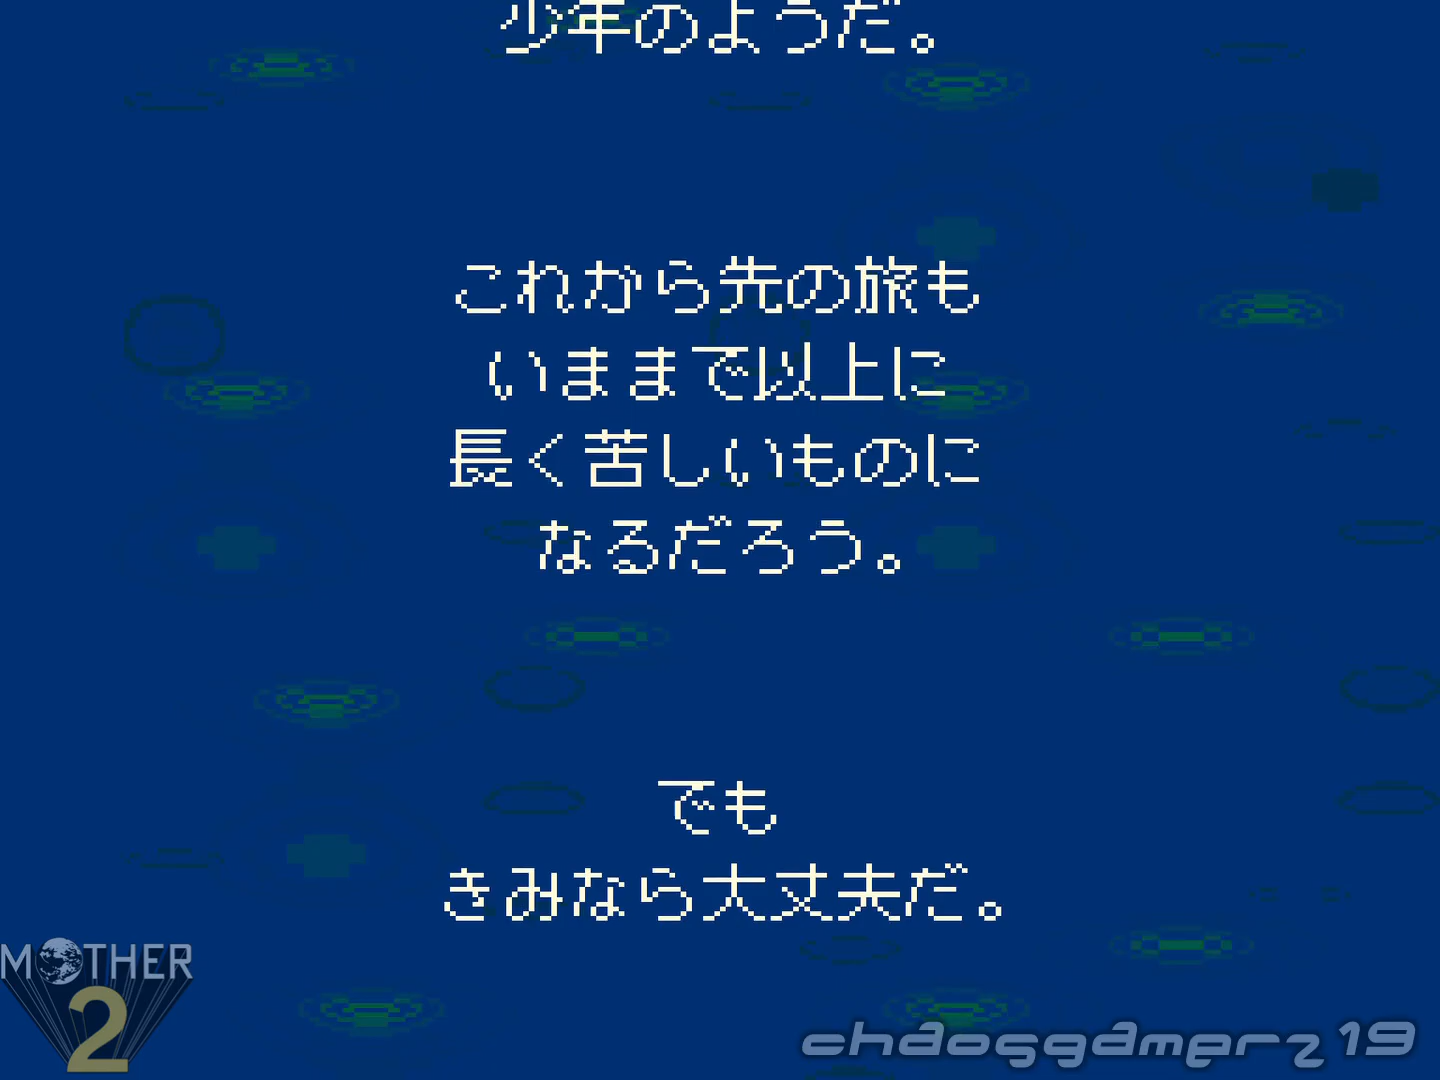 少年のようだ。
これから先の旅も
いままで以上に
長く苦しいものに
なるだろう。
でも
きみなら大丈夫だ。
MOTHER
2
chaosgamerz19